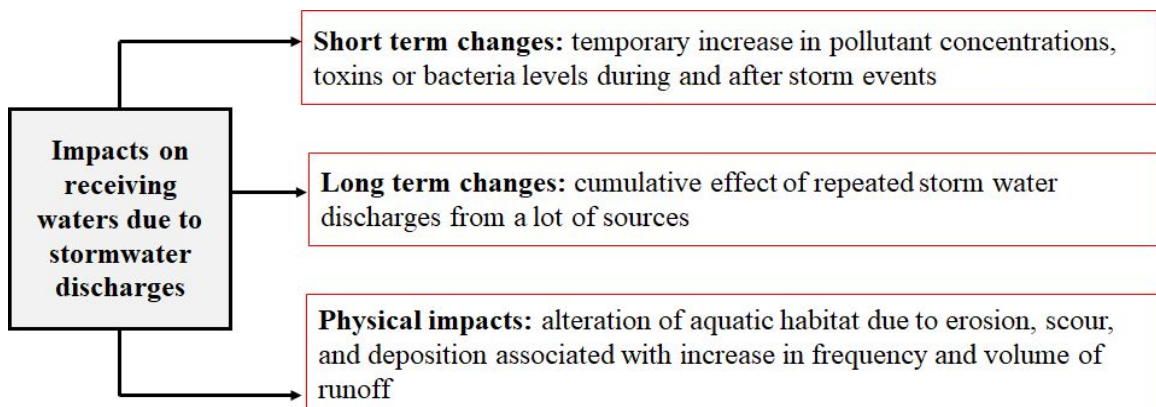 Short term changes: temporary increase in pollutant concentrations,
toxins or bacteria levels during and after storm events
Impacts on
receiving
waters due to
stormwater
discharges
Long term changes: cumulative effect of repeated storm water
discharges from a lot of sources
Physical impacts: alteration of aquatic habitat due to erosion, scour,
and deposition associated with increase in frequency and volume of
runoff